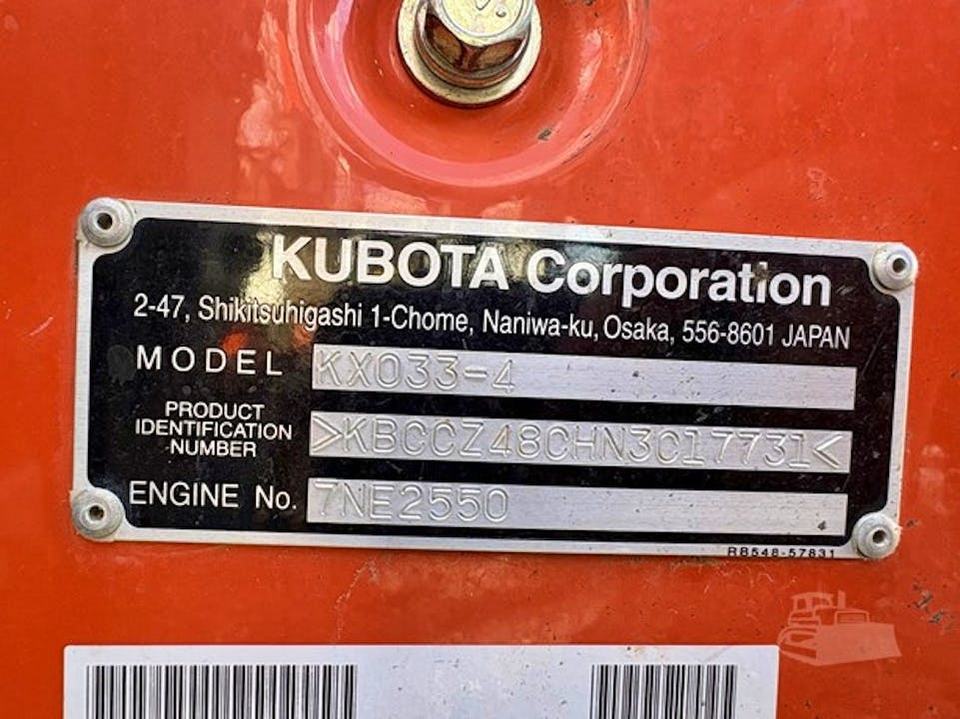 KUBOTA Corporation
2-47, Shikitsuhigashi 1-Chome, Naniwa-ku, Osaka, 556-8601 JAPAN
MODEL KX033-4
PRODUCT
IDENTIFICATION
NUMBER >KBCCZ48CHN3C17731<
ENGINE No. 7NE2550
RB548-57831